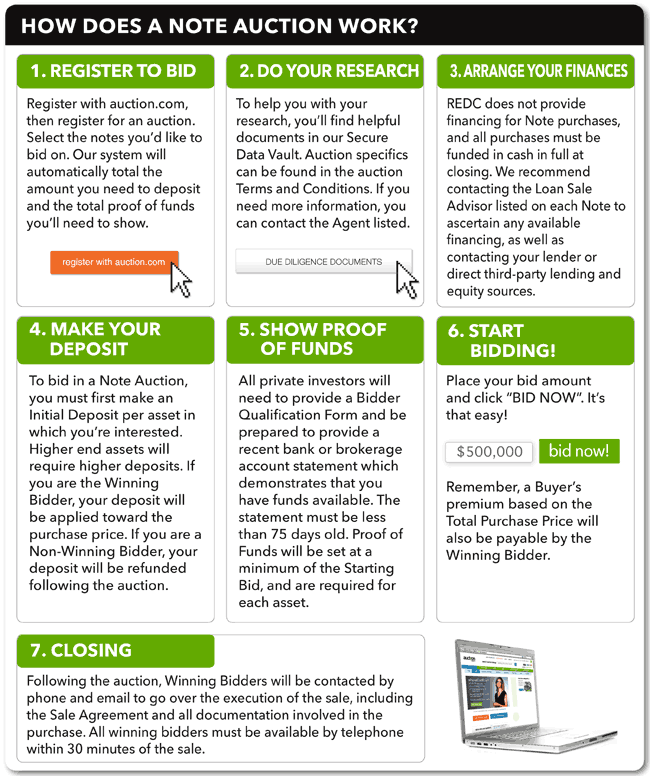 HOW DOES A NOTE AUCTION WORK?
1. REGISTER TO BID
Register with auction.com,
then register for an auction.
Select the notes you’d like to
bid on. Our system will
automatically total the
amount you need to deposit
and the total proof of funds
you’ll need to show.
register with auction.com
2. DO YOUR RESEARCH
To help you with your
research, you’ll find helpful
documents in our Secure
Data Vault. Auction specifics
can be found in the auction
Terms and Conditions. If you
need more information, you
can contact the Agent listed.
DUE DILIGENCE DOCUMENTS
3. ARRANGE YOUR FINANCES
REDC does not provide
financing for Note purchases,
and all purchases must be
funded in cash in full at
closing. We recommend
contacting the Loan Sale
Advisor listed on each Note to
ascertain any available
financing, as well as
contacting your lender or
direct third-party lending and
equity sources.
4. MAKE YOUR
DEPOSIT
To bid in a Note Auction,
you must first make an
Initial Deposit per asset in
which you’re interested.
Higher end assets will
require higher deposits. If
you are the Winning
Bidder, your deposit will
be applied toward the
purchase price. If you are a
Non-Winning Bidder, your
deposit will be refunded
following the auction.
5. SHOW PROOF
OF FUNDS
All private investors will
need to provide a Bidder
Qualification Form and be
prepared to provide a
recent bank or brokerage
account statement which
demonstrates that you
have funds available. The
statement must be less
than 75 days old. Proof of
Funds will be set at a
minimum of the Starting
Bid, and are required for
each asset.
6. START
BIDDING!
Place your bid amount
and click “BID NOW”. It’s
that easy!
$500,000
bid now!
Remember, a Buyer’s
premium based on the
Total Purchase Price will
also be payable by the
Winning Bidder.
7. CLOSING
Following the auction, Winning Bidders will be contacted by
phone and email to go over the execution of the sale, including
the Sale Agreement and all documentation involved in the
purchase. All winning bidders must be available by telephone
within 30 minutes of the sale.